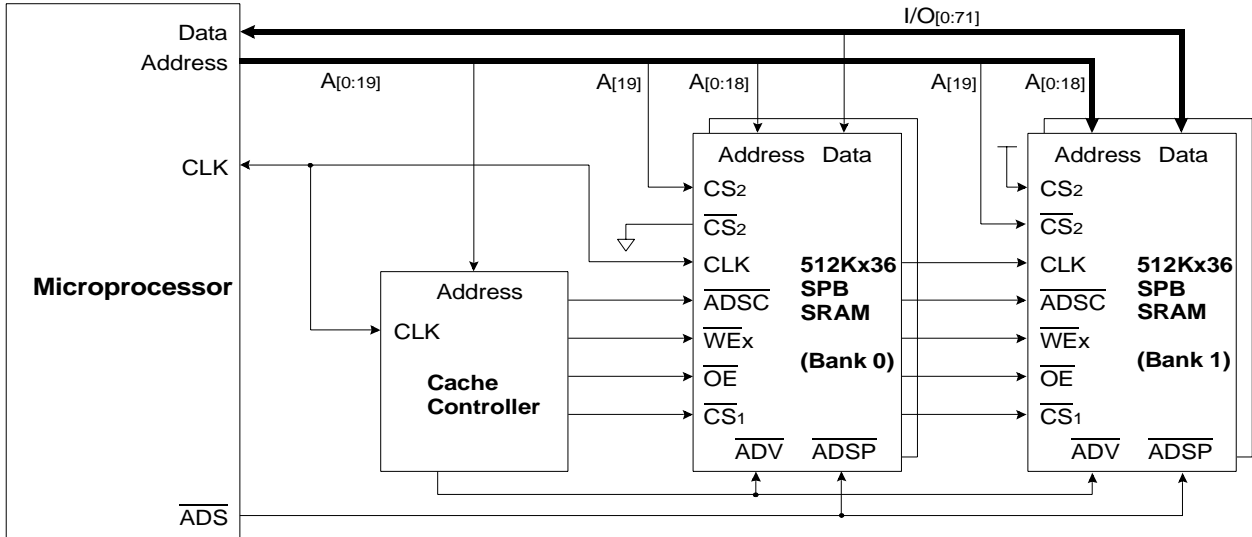 I/O[0:71]
Data
Address
A[0:19]
A[19]
A[0:18]
A[19]
A[0:18]
CLK
Microprocessor
ADS
Address
CLK
Cache
Controller
Address Data
CS2
CS2
CLK
ADSC
WEx
OE
CS1
ADV ADSP
512Kx36
SPB
SRAM
(Bank 0)
Address Data
CS2
CS2
CLK
ADSC
WEx
OE
CS1
ADV ADSP
512Kx36
SPB
SRAM
(Bank 1)